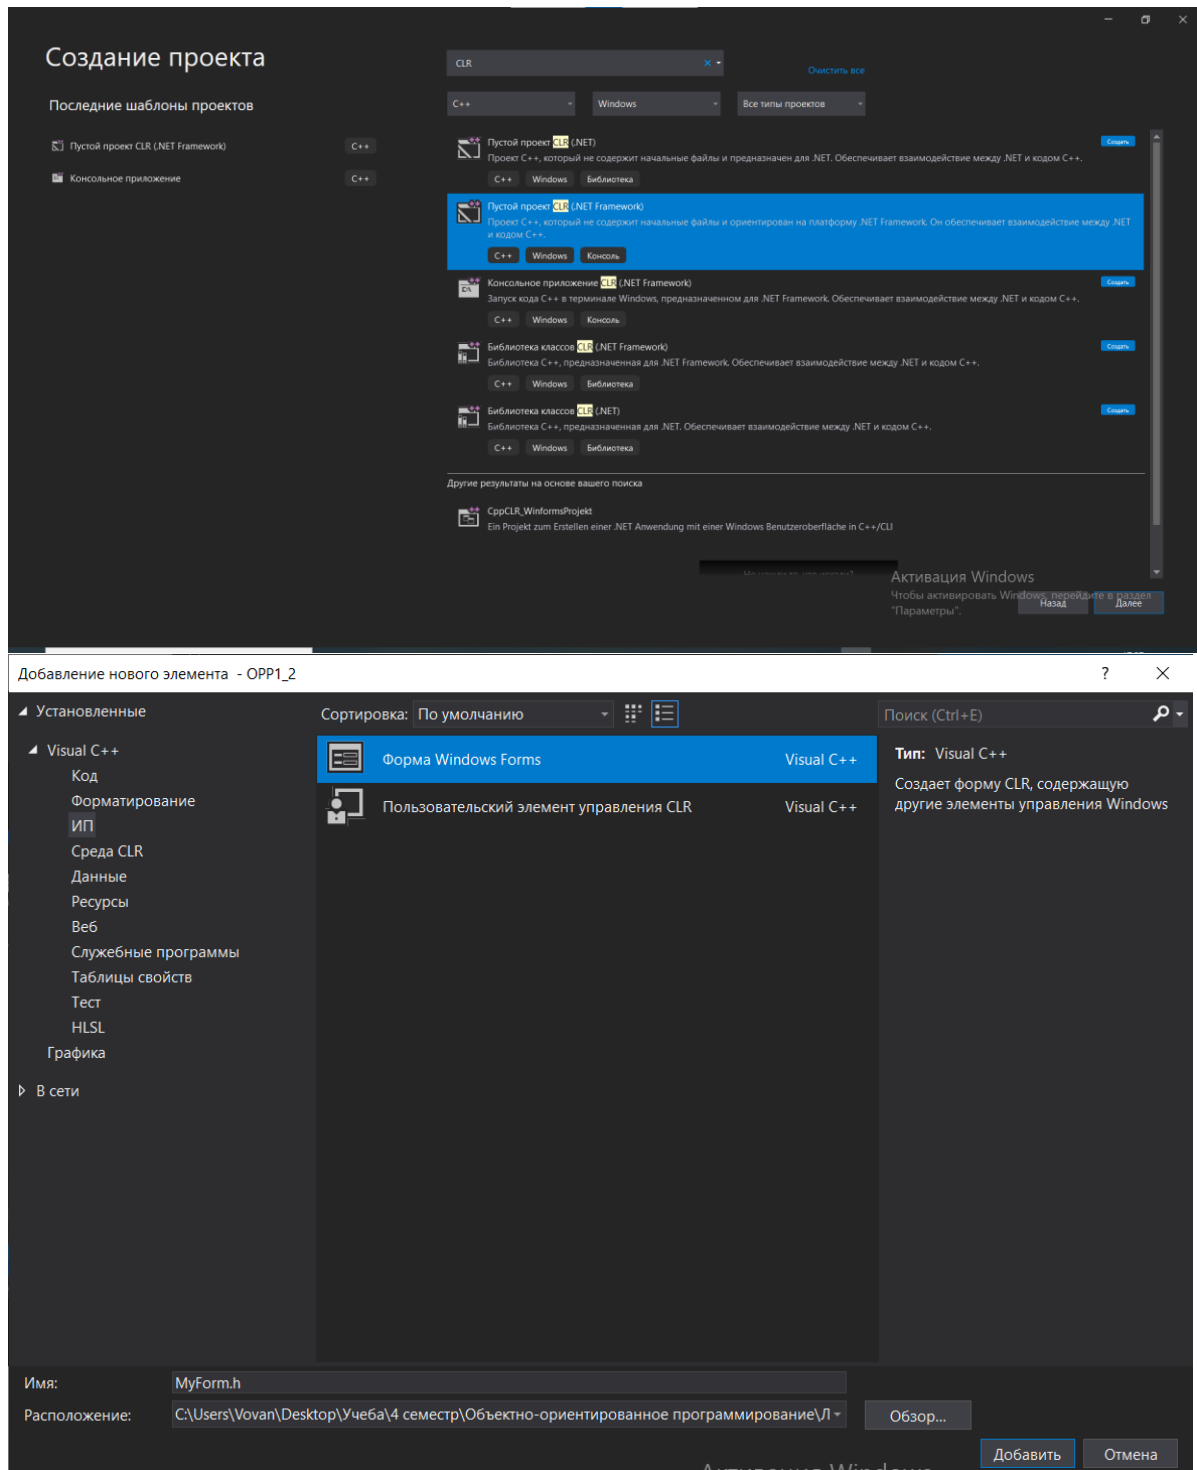 Создание проекта
CLR
Очистить все
Последние шаблоны проектов
C++
Windows
Все типы проектов
Пустой проект CLR (.NET Framework)
C++
Консольное приложение
C++
Пустой проект CLR (.NET)
Создать
Проект C++, который не содержит начальные файлы и предназначен для .NET. Обеспечивает взаимодействие между .NET и кодом C++.
C++ Windows Библиотека
Пустой проект CLR (.NET Framework)
Проект C++, который не содержит начальные файлы и ориентирован на платформу .NET Framework. Он обеспечивает взаимодействие между .NET
и кодом C++.
C++ Windows Консоль
Консольное приложение CLR (.NET Framework)
Создать
Запуск кода C++ в терминале Windows, предназначенном для .NET Framework. Обеспечивает взаимодействие между .NET и кодом C++.
C++ Windows Консоль
Библиотека классов CLR (.NET Framework)
Создать
Библиотека C++, предназначенная для .NET Framework. Обеспечивает взаимодействие между .NET и кодом C++.
C++ Windows Библиотека
Библиотека классов CLR (.NET)
Создать
Библиотека C++, предназначенная для .NET. Обеспечивает взаимодействие между .NET и кодом C++.
C++ Windows Библиотека
Другие результаты на основе вашего поиска
CppCLR_WinformsProjekt
Ein Projekt zum Erstellen einer .NET Anwendung mit einer Windows Benutzeroberfläche in C++/CLI
Активация Windows
Чтобы активировать Windows, перейдите в раздел
"Параметры".
Назад
Далее
Добавление нового элемента - OPP1_2
Установленные
Сортировка: По умолчанию
Поиск (Ctrl+E)
Visual C++
Код
Форматирование
ИП
Среда CLR
Данные
Ресурсы
Веб
Служебные программы
Таблицы свойств
Тест
HLSL
Графика
В сети
Форма Windows Forms
Visual C++
Пользовательский элемент управления CLR
Visual C++
Тип: Visual C++
Создает форму CLR, содержащую
другие элементы управления Windows
Имя:
MyForm.h
Расположение:
C:\Users\Vovan\Desktop\Учеба\4 семестр\Объектно-ориентированное программирование\Л
Обзор...
Добавить
Отмена